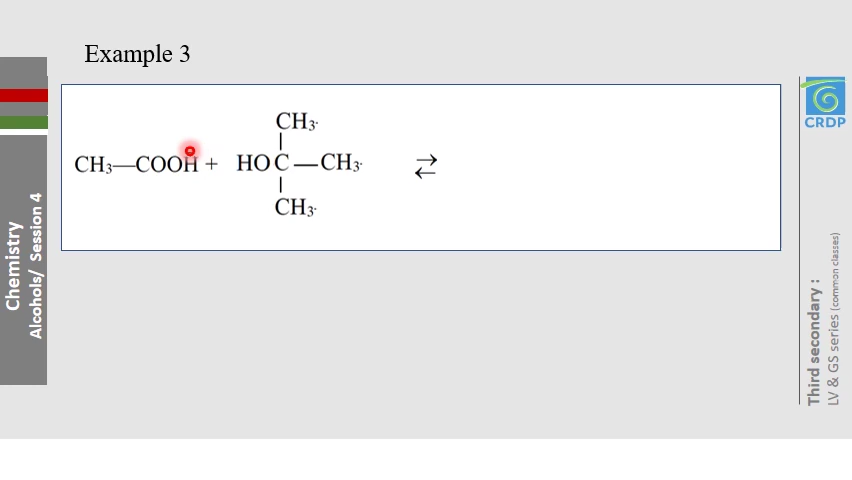 Example 3
CH3
CH3—COOH + HOC—CH3 ⇄
CH3
Chemistry
Alcohols/ Session 4
CRDP
Third secondary :
LV & GS series (common classes)